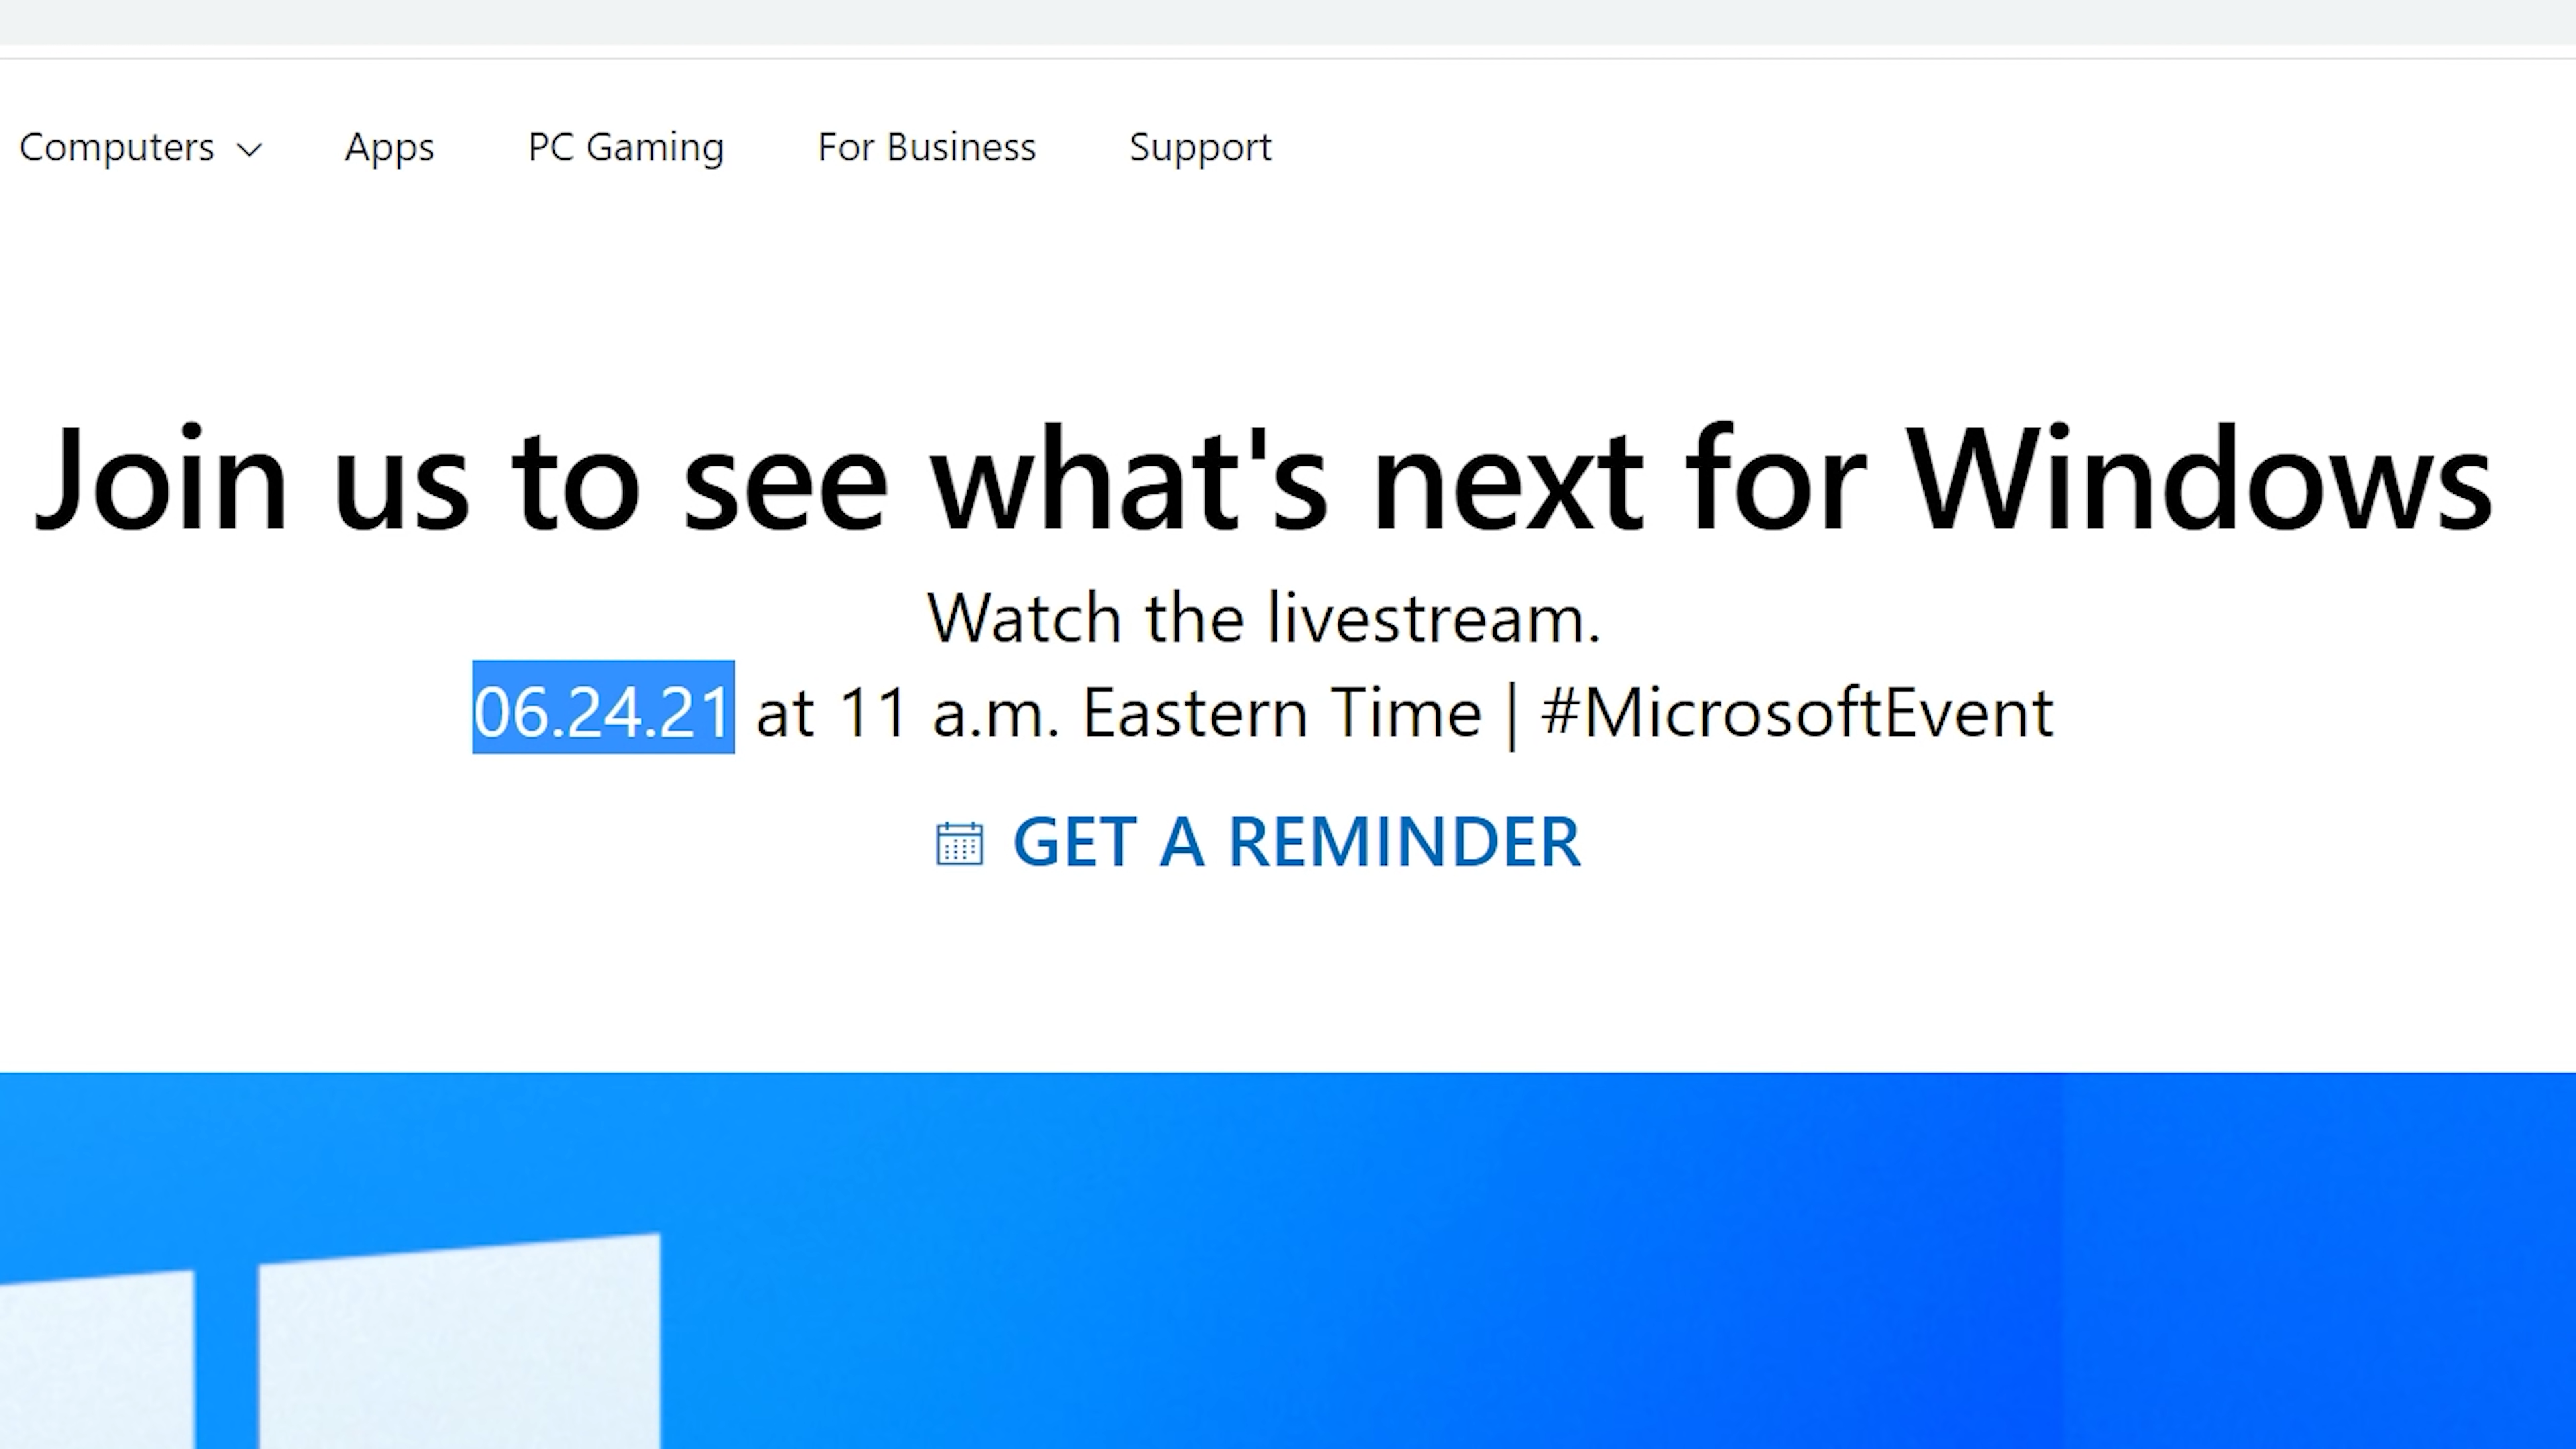 Computers Apps PC Gaming For Business Support
Join us to see what's next for Windows
Watch the livestream.
06.24.21 at 11 a.m. Eastern Time | #MicrosoftEvent
GET A REMINDER